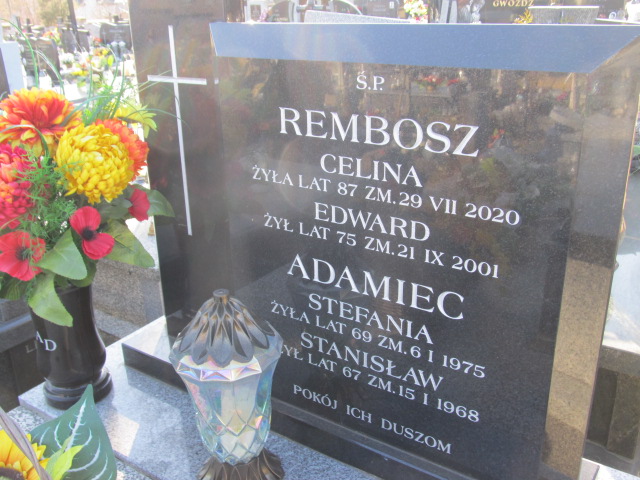 GWOŹDZ
Ś.P.
REMBOSZ
CELINA
ŻYŁA LAT 87 ZM.29 VII 2020
EDWARD
ŻYŁ LAT 75 ZM.21 IX 2001
ADAMIEC
STEFANIA
ŻYŁA LAT 69 ZM.6 I 1975
STANISŁAW
ŻYŁ LAT 67 ZM.15 I 1968
POKÓJ ICH DUSZOM